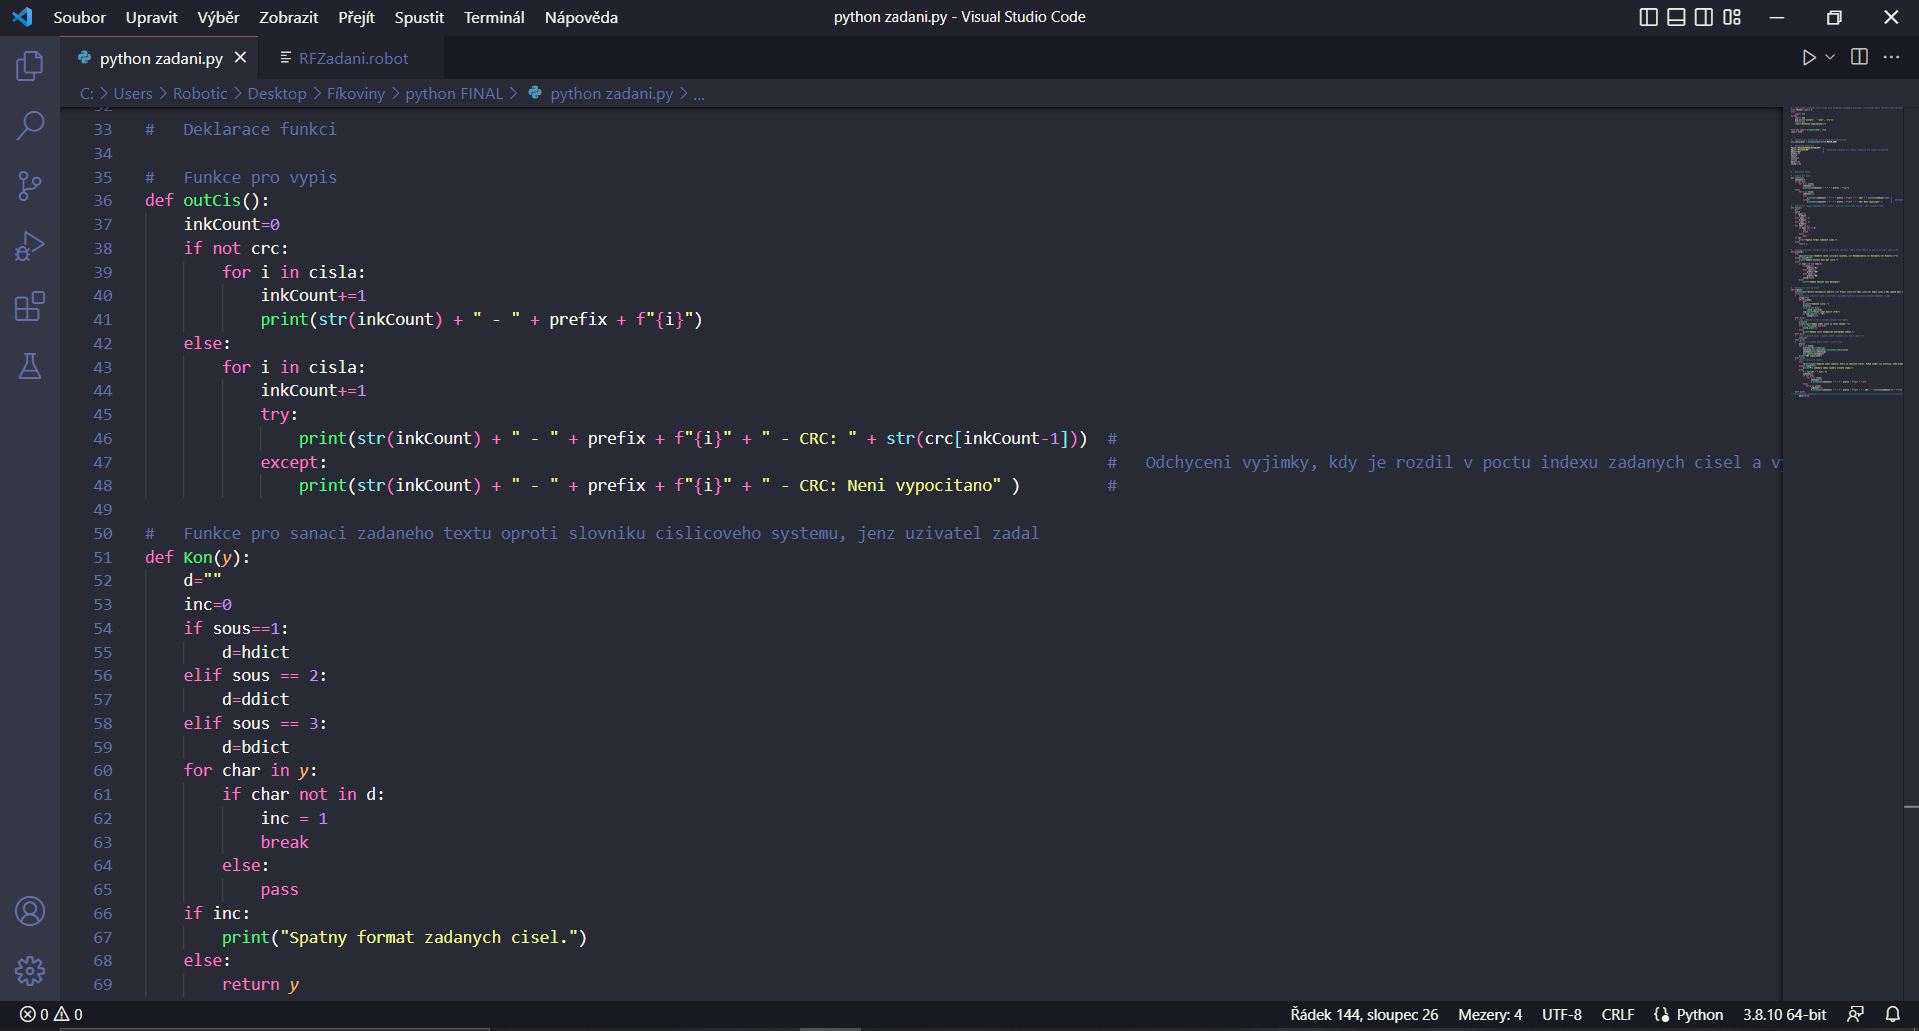 Soubor Upravit Výběr Zobrazit Přejít Spustit Terminál Nápověda python zadani.py - Visual Studio Code
python zadani.py RFZadani.robot
C: > Users > Robotic > Desktop > Fíkoviny > python FINAL > python zadani.py > ...
33 # Deklarace funkci
34
35 # Funkce pro vypis
36 def outCis():
37 inkCount=0
38 if not crc:
39 for i in cisla:
40 inkCount+=1
41 print(str(inkCount) + " - " + prefix + f"{i}")
42 else:
43 for i in cisla:
44 inkCount+=1
45 try:
46 print(str(inkCount) + " - " + prefix + f"{i}" + " - CRC: " + str(crc[inkCount-1])) #
47 except: # Odchyceni vyjimky, kdy je rozdil v poctu indexu zadanych cisel a
48 print(str(inkCount) + " - " + prefix + f"{i}" + " - CRC: Neni vypocitano" ) #
49
50 # Funkce pro sanaci zadaneho textu oproti slovniku cislicoveho systemu, jenz uzivatel zadal
51 def Kon(y):
52 d=""
53 inc=0
54 if sous==1:
55 d=hdict
56 elif sous == 2:
57 d=ddict
58 elif sous == 3:
59 d=bdict
60 for char in y:
61 if char not in d:
62 inc = 1
63 break
64 else:
65 pass
66 if inc:
67 print("Spatny format zadanych cisel.")
68 else:
69 return y
0 0 Řádek 144, sloupec 26 Mezery: 4 UTF-8 CRLF Python 3.8.10 64-bit